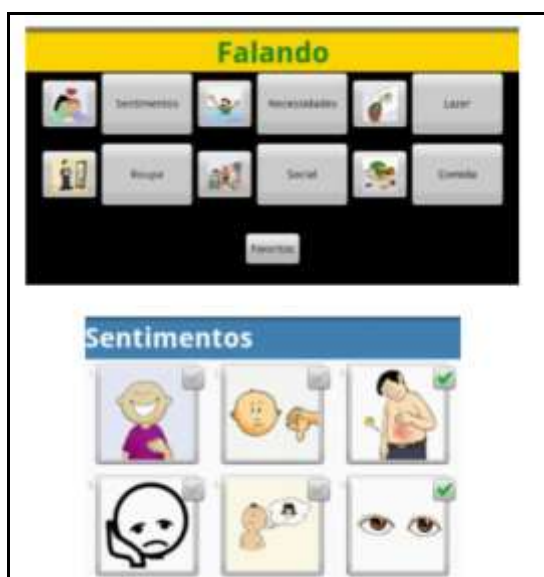 Falando
Sentimentos
Necessidades
Lazer
Roupa
Social
Comida
Favoritos
Sentimentos